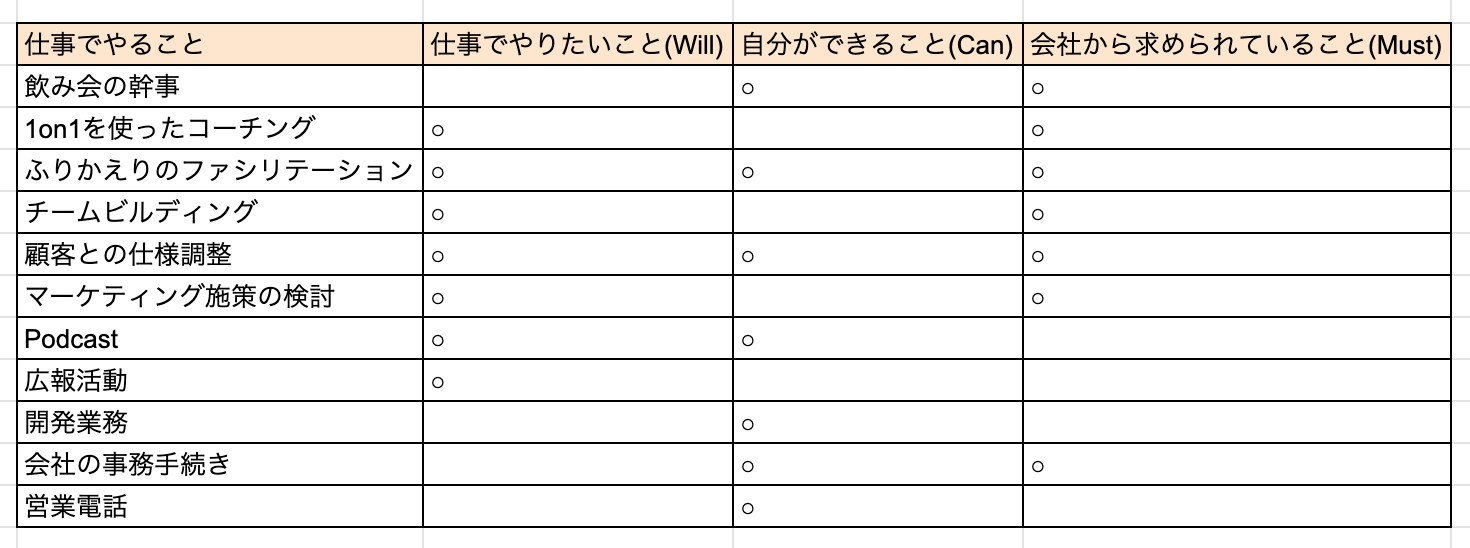 仕事でやること 仕事でやりたいこと(Will) 自分ができること(Can) 会社から求められていること(Must)
飲み会の幹事 ○ ○
1on1を使ったコーチング ○ ○
ふりかえりのファシリテーション ○ ○ ○
チームビルディング ○ ○
顧客との仕様調整 ○ ○ ○
マーケティング施策の検討 ○ ○
Podcast ○ ○
広報活動 ○
開発業務 ○
会社の事務手続き ○ ○
営業電話 ○